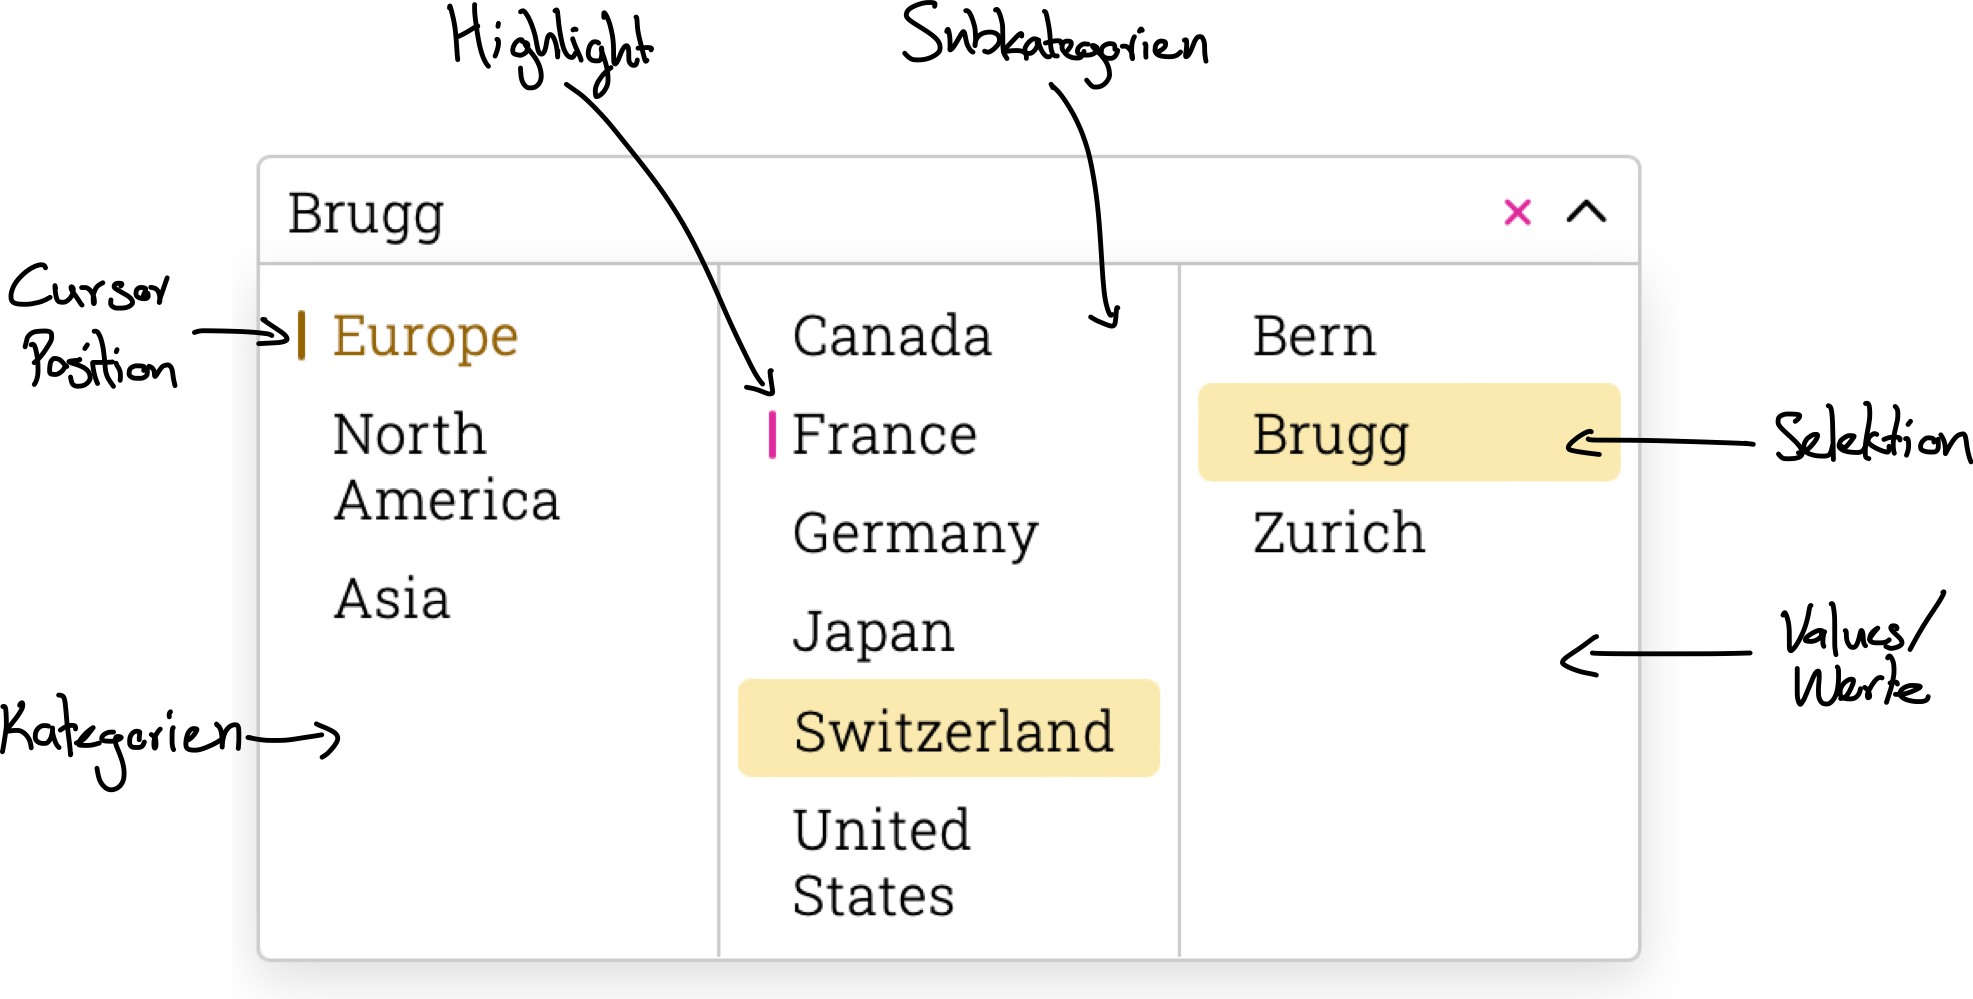 Highlight
Subkategorien
Brugg
Cursor
Position
Europe
North
America
Asia
Kategorien
Canada
France
Germany
Japan
Switzerland
United
States
Bern
Brugg
Zurich
Selektion
Values/
Werte